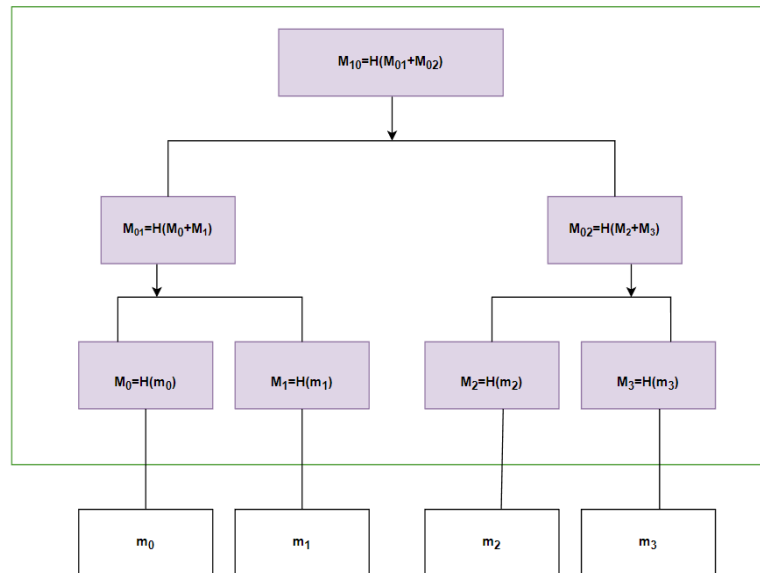 M₁₀=H(M₀₁+M₀₂)
M₀₁=H(M₀+M₁)
M₀₂=H(M₂+M₃)
M₀=H(m₀)
M₁=H(m₁)
M₂=H(m₂)
M₃=H(m₃)
m₀
m₁
m₂
m₃